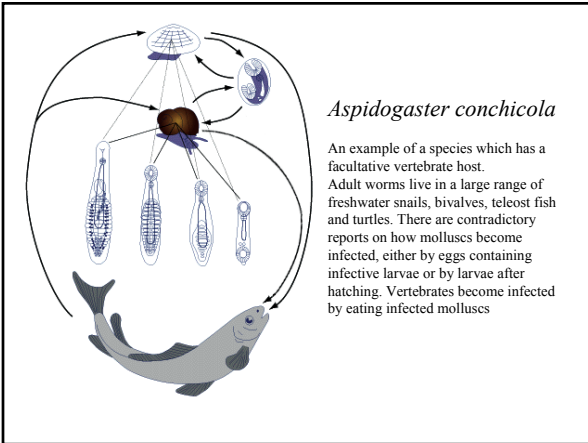 Aspidogaster conchicola
An example of a species which has a
facultative vertebrate host.
Adult worms live in a large range of
freshwater snails, bivalves, teleost fish
and turtles. There are contradictory
reports on how molluscs become
infected, either by eggs containing
infective larvae or by larvae after
hatching. Vertebrates become infected
by eating infected molluscs